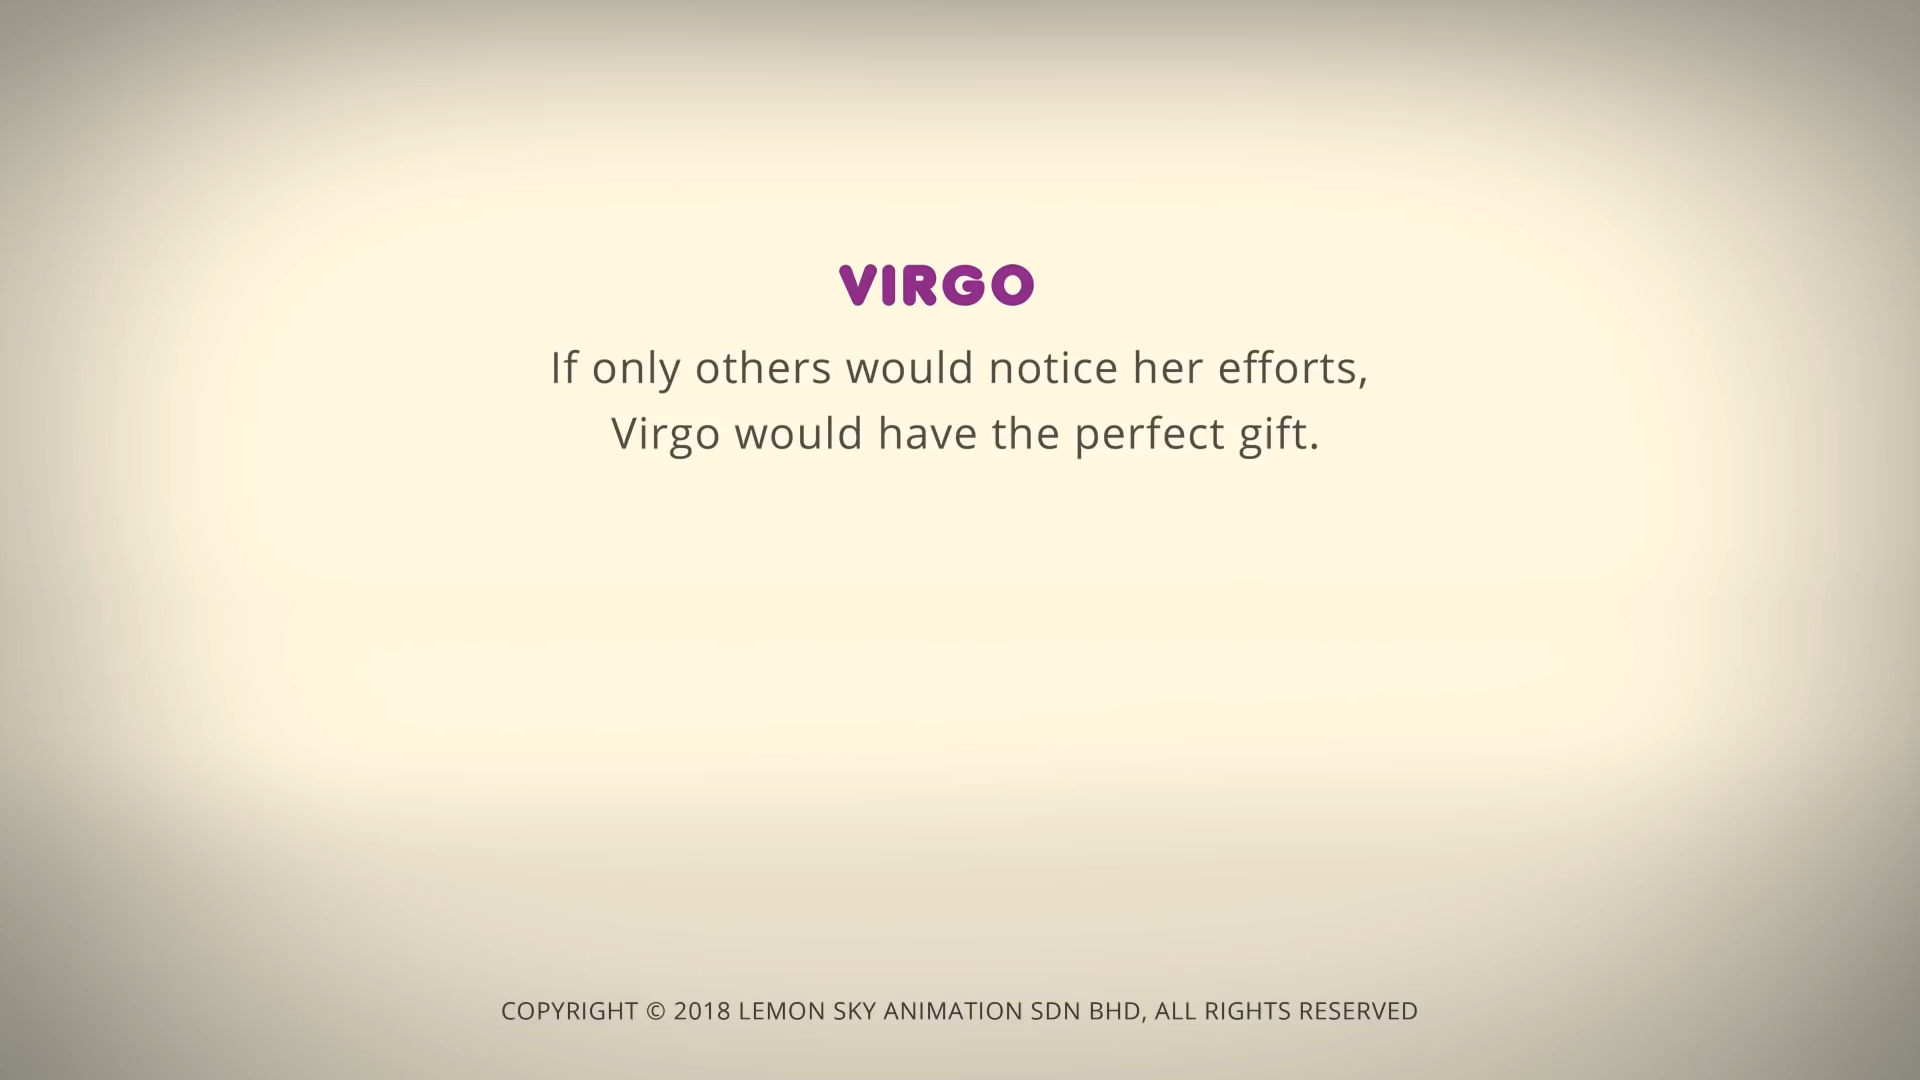 VIRGO
If only others would notice her efforts,
Virgo would have the perfect gift.
COPYRIGHT © 2018 LEMON SKY ANIMATION SDN BHD, ALL RIGHTS RESERVED